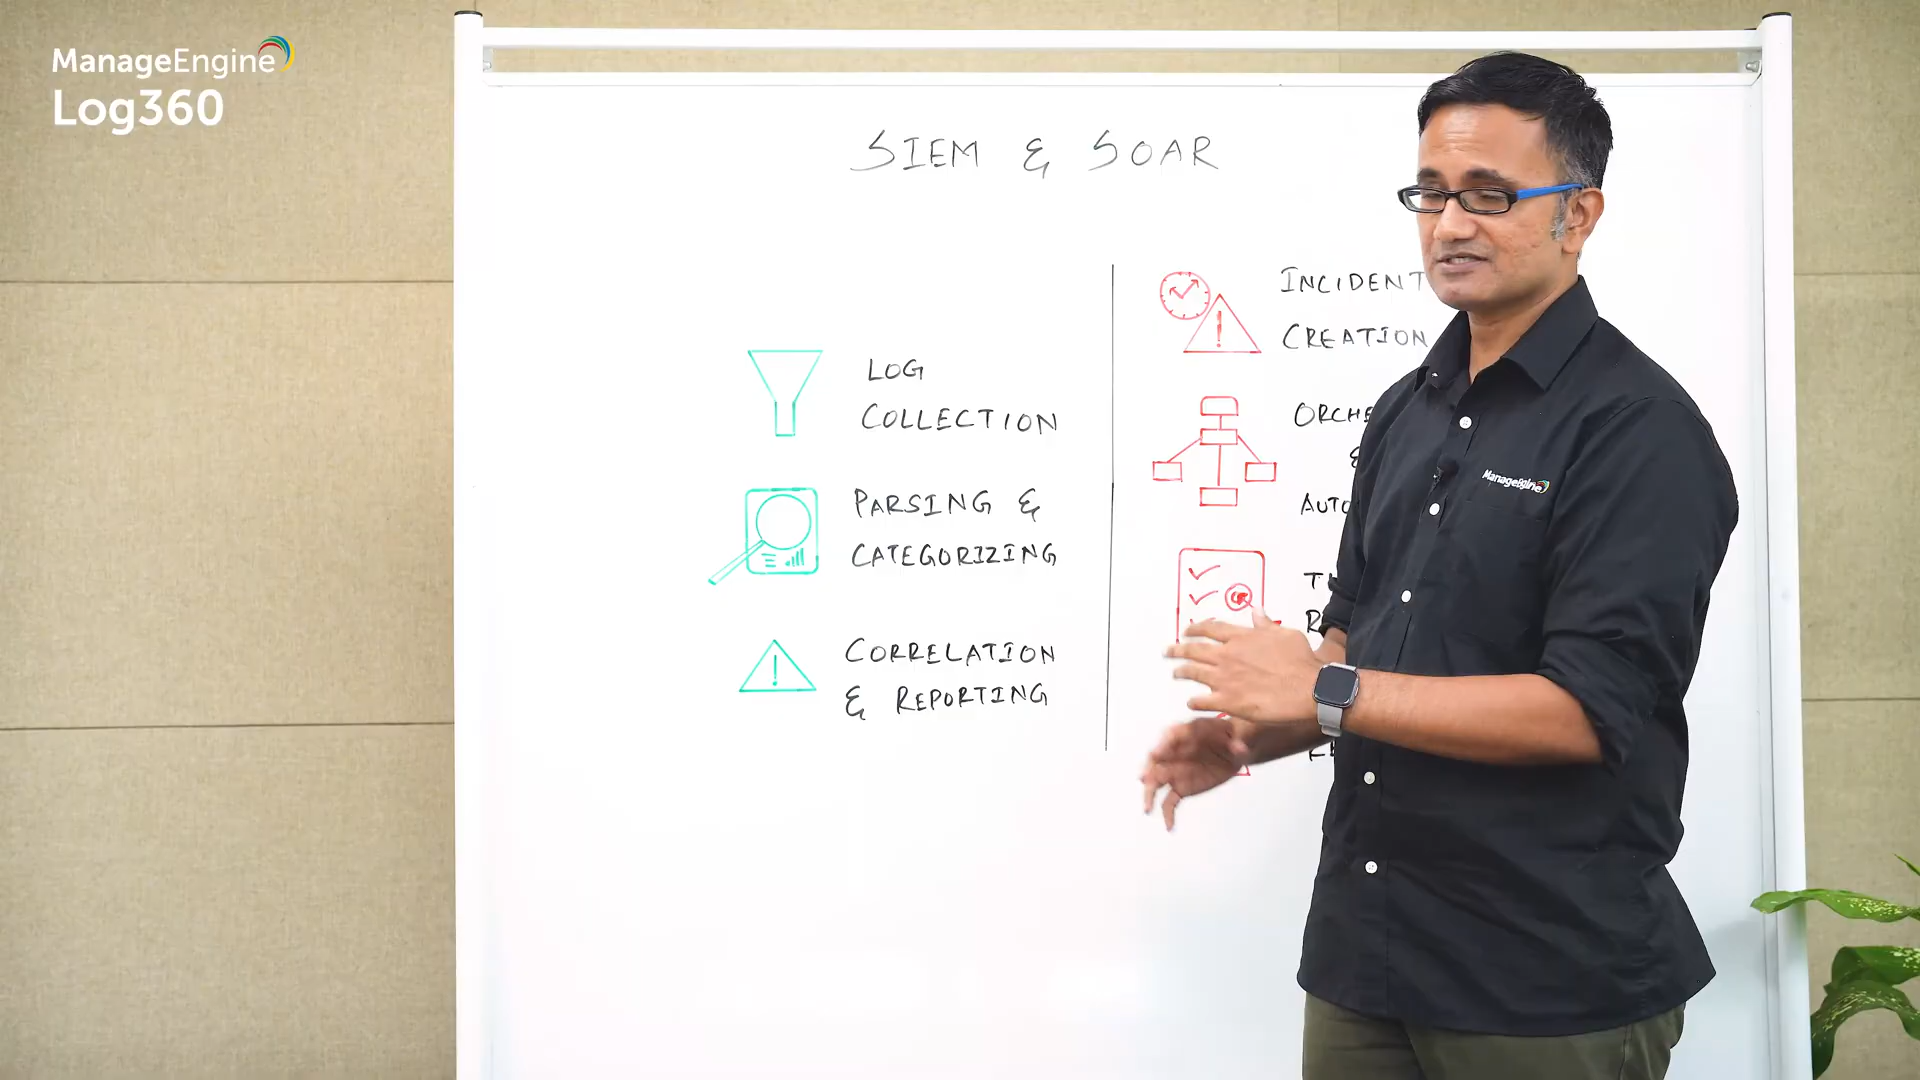 ManageEngine
Log360
SIEM & SOAR
LOG
COLLECTION
PARSING &
CATEGORIZING
CORRELATION
& REPORTING
INCIDENT
CREATION
&
ManageEngine